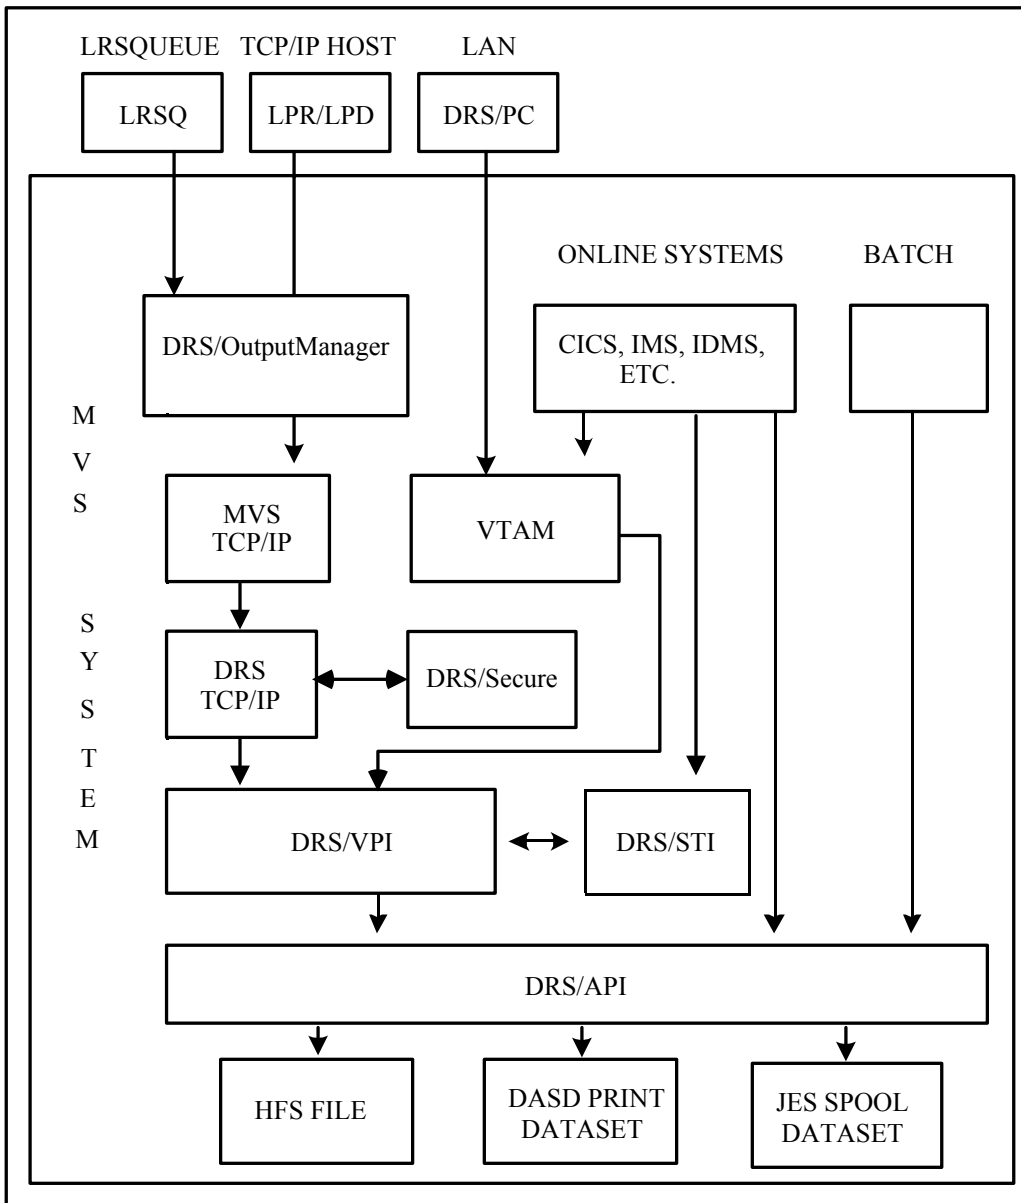 LRSQUEUE
TCP/IP HOST
LAN
LRSQ
LPR/LPD
DRS/PC
ONLINE SYSTEMS
BATCH
DRS/OutputManager
CICS, IMS, IDMS,
ETC.
MVS
TCP/IP
VTAM
MVS SYSTEM
DRS
TCP/IP
DRS/Secure
DRS/VPI
DRS/STI
DRS/API
HFS FILE
DASD PRINT
DATASET
JES SPOOL
DATASET